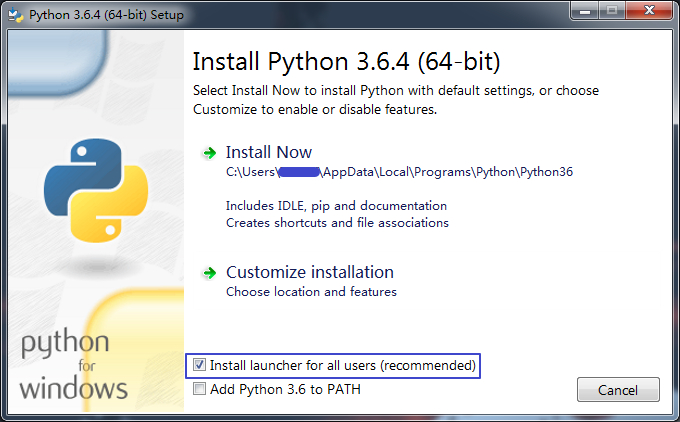 Python 3.6.4 (64-bit) Setup
Install Python 3.6.4 (64-bit)
Select Install Now to install Python with default settings, or choose
Customize to enable or disable features.
Install Now
C:\Users\ \AppData\Local\Programs\Python\Python36
Includes IDLE, pip and documentation
Creates shortcuts and file associations
Customize installation
Choose location and features
python
for
windows
Install launcher for all users (recommended)
Add Python 3.6 to PATH
Cancel